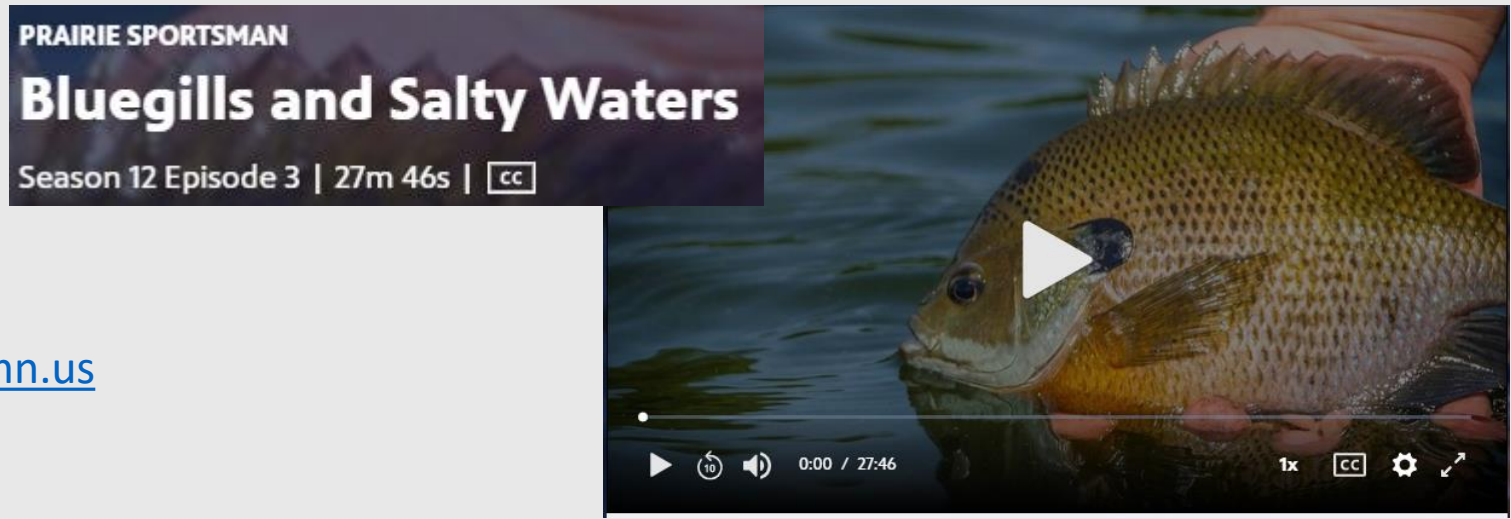 PRAIRIE SPORTSMAN
Bluegills and Salty Waters
Season 12 Episode 3 | 27m 46s | CC
nn.us
10
0:00 / 27:46
1x
CC